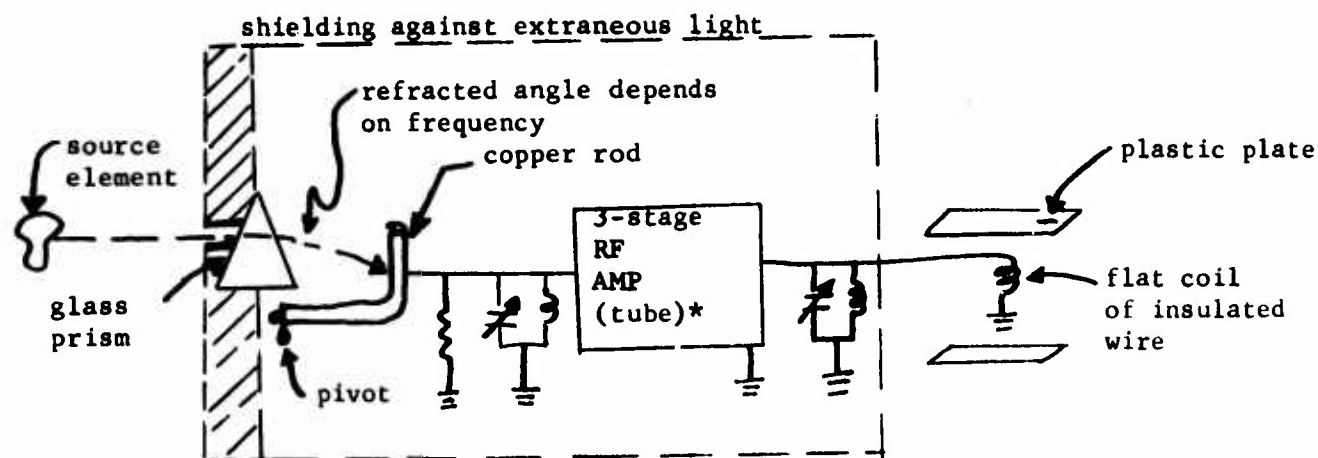 shielding against extraneous light
refracted angle depends
on frequency
source
element
copper rod
plastic plate
3-stage
RF
AMP
(tube)*
glass
prism
flat coil
of insulated
wire
pivot